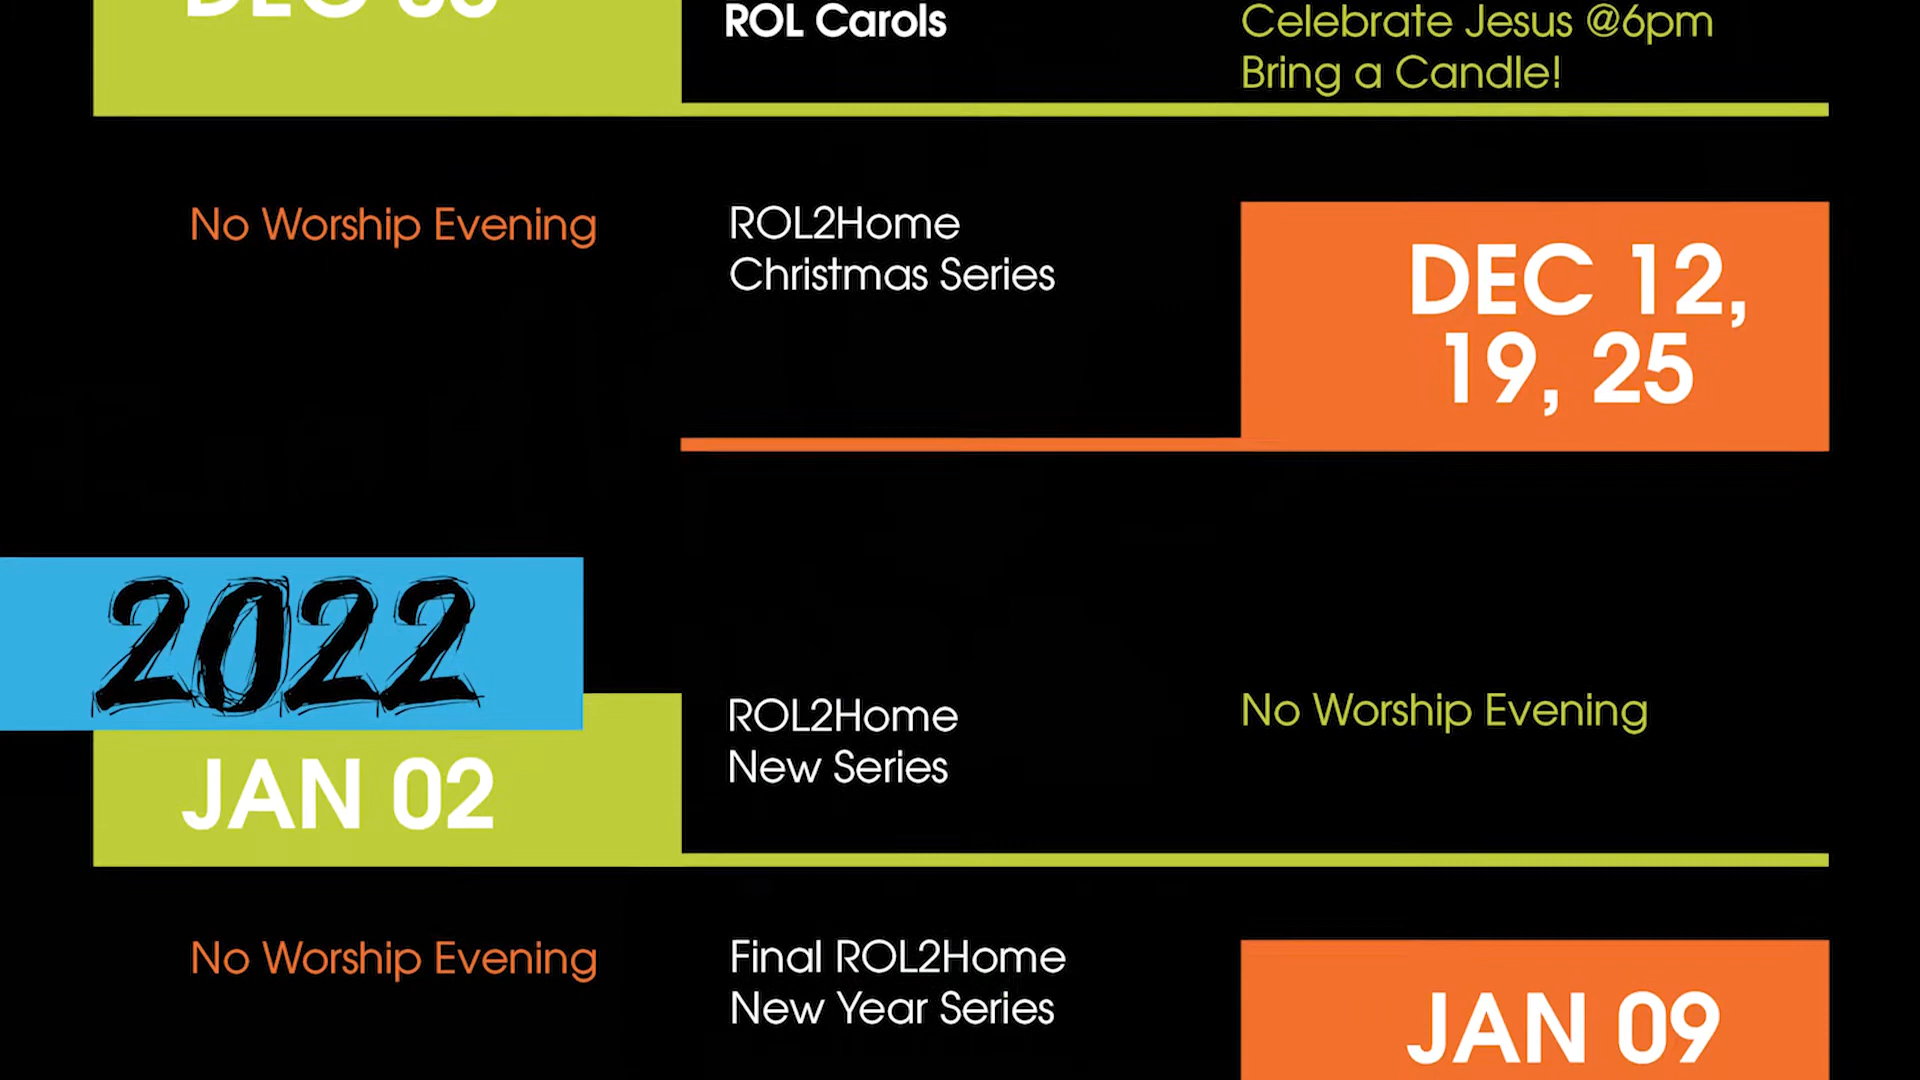 DEC
ROL Carols
Celebrate Jesus @6pm
Bring a Candle!
No Worship Evening
ROL2Home
Christmas Series
DEC 12,
19, 25
2022
JAN 02
ROL2Home
New Series
No Worship Evening
No Worship Evening
Final ROL2Home
New Year Series
JAN 09